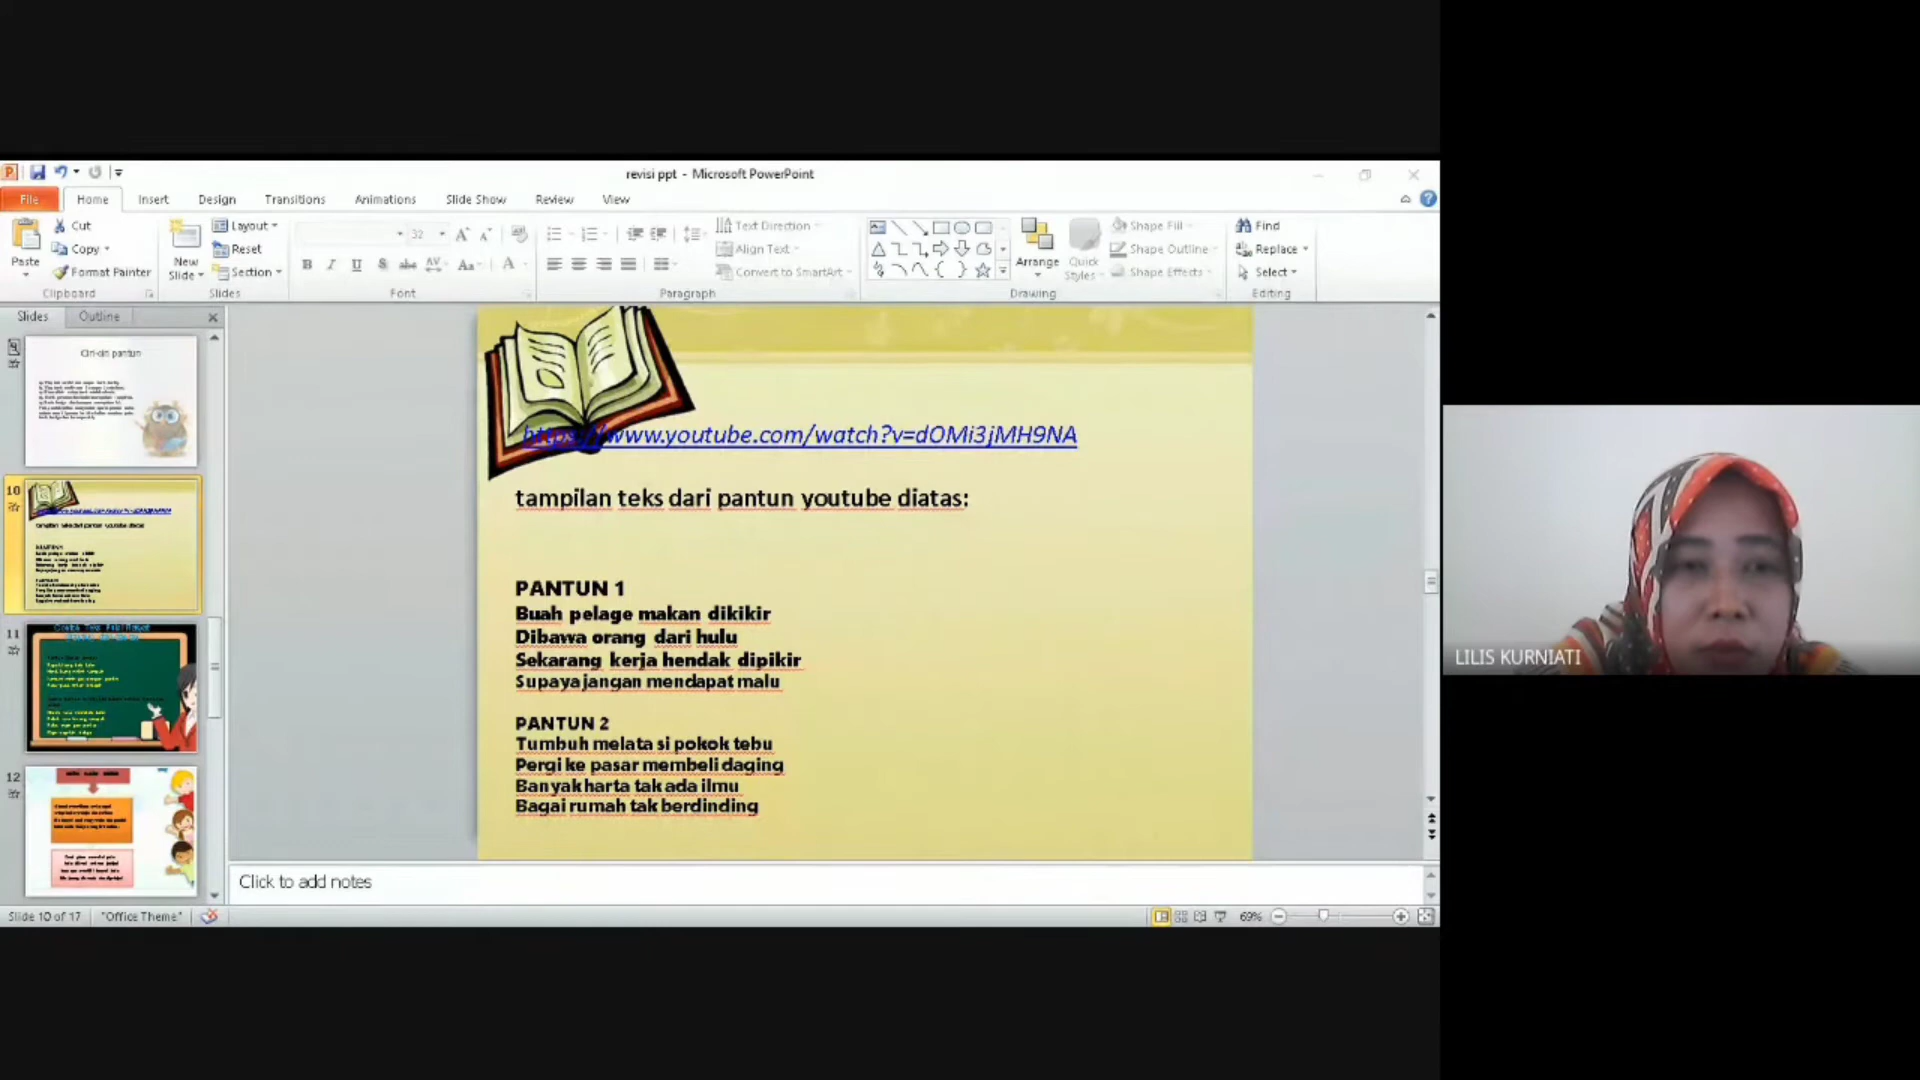 revisi ppt - Microsoft PowerPoint
File Home Insert Design Transitions Animations Slide Show Review View
Cut
Copy
Format Painter
Paste
Clipboard
New Slide
Layout
Reset
Section
Slides
32
Font
Paragraph
Text Direction
Align Text
Convert to SmartArt
Arrange
Quick Styles
Shape Fill
Shape Outline
Shape Effects
Drawing
Find
Replace
Select
Editing
Slides Outline
Ciri-ciri pantun
10
11
12
https://www.youtube.com/watch?v=dOMi3jMH9NA
tampilan teks dari pantun youtube diatas:
PANTUN 1
Buah pelage makan dikikir
Dibawa orang dari hulu
Sekarang kerja hendak dipikir
Supaya jangan mendapat malu
PANTUN 2
Tumbuh melata si pokok tebu
Pergi ke pasar membeli daging
Banyak harta tak ada ilmu
Bagai rumah tak berdinding
Click to add notes
Slide 10 of 17 "Office Theme" 69%
LILIS KURNIATI